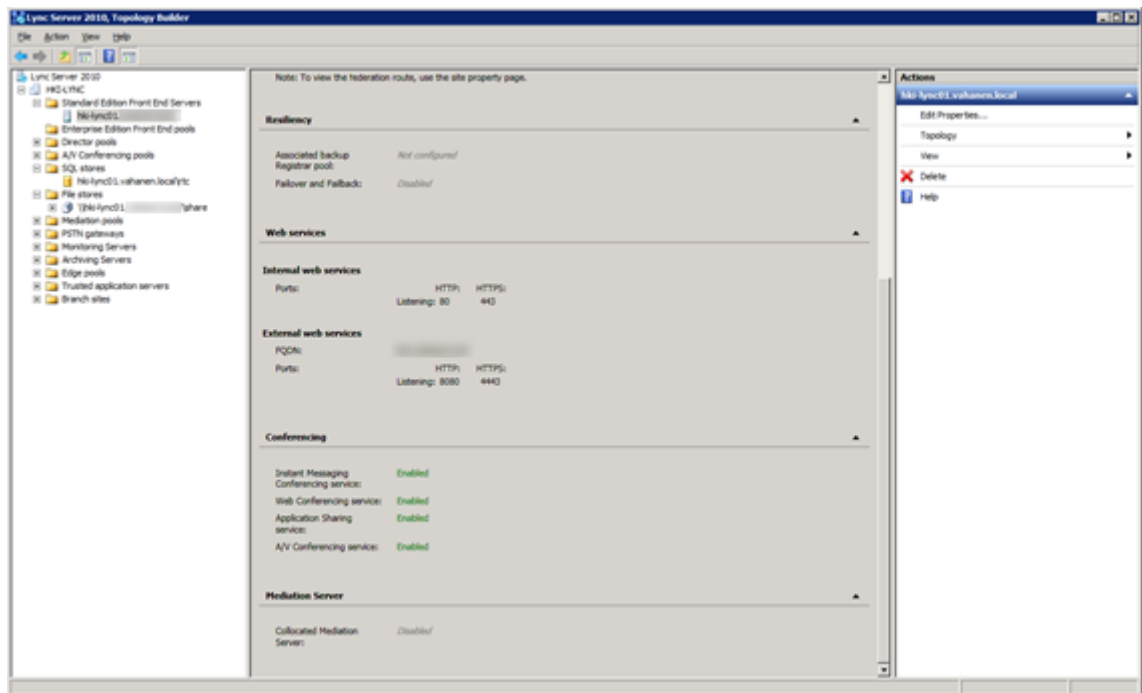 Lync Server 2010, Topology Builder
File Action View Help
Lync Server 2010
HKI-LYNC
Standard Edition Front End Servers
hki-lync01.
Enterprise Edition Front End pools
Director pools
A/V Conferencing pools
SQL stores
hki-lync01.vahanen.local\rtc
File stores
\\hki-lync01. \share
Mediation pools
PSTN gateways
Monitoring Servers
Archiving Servers
Edge pools
Trusted application servers
Branch sites
Note: To view the federation route, use the site property page.
Resiliency
Associated backup
Registrar pool: Not configured
Failover and Failback: Disabled
Web services
Internal web services
Ports: HTTP: HTTPS:
Listening: 80 443
External web services
FQDN:
Ports: HTTP: HTTPS:
Listening: 8080 4443
Conferencing
Instant Messaging Enabled
Conferencing service:
Web Conferencing service: Enabled
Application Sharing Enabled
service:
A/V Conferencing service: Enabled
Mediation Server
Collocated Mediation Disabled
Server:
Actions
hki-lync01.vahanen.local
Edit Properties...
Topology
View
Delete
Help